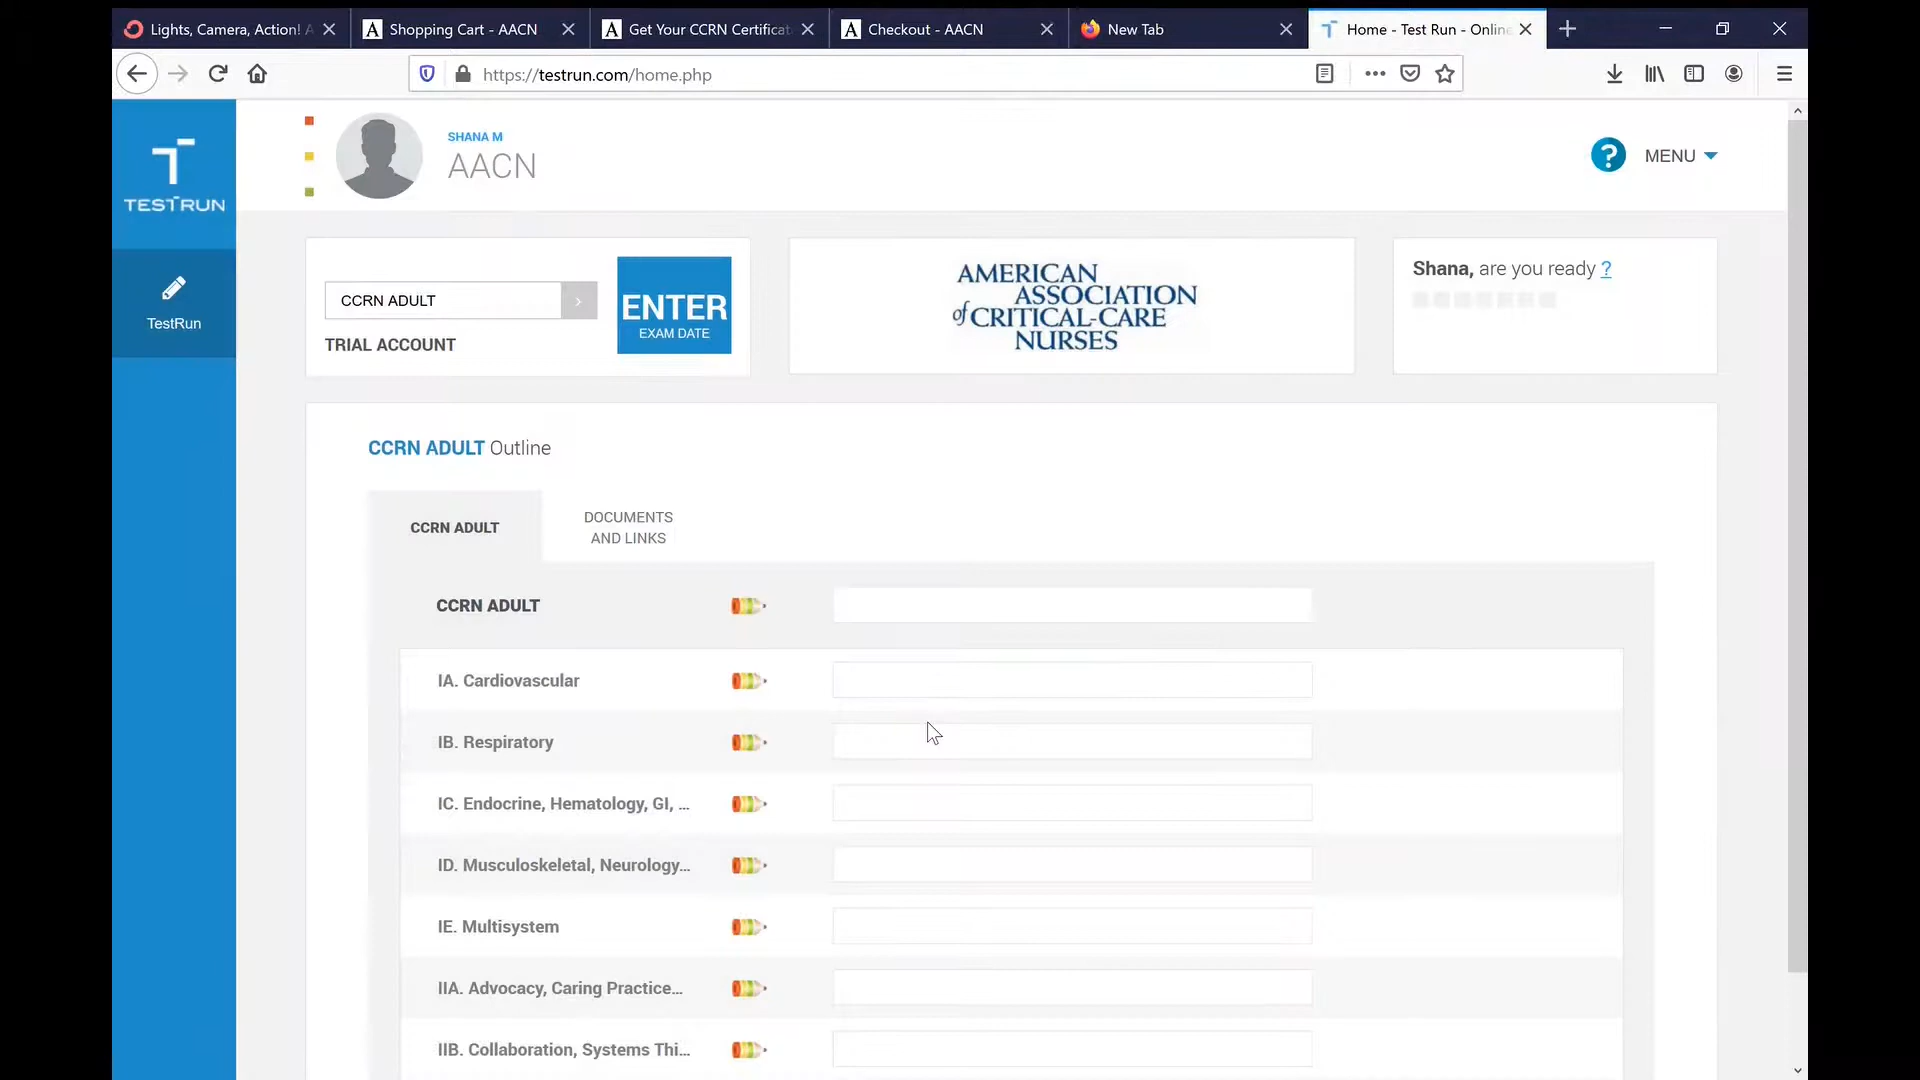 Lights, Camera, Action! A
Shopping Cart - AACN
Get Your CCRN Certificat
Checkout - AACN
New Tab
Home - Test Run - Online
https://testrun.com/home.php
TESTRUN
TestRun
SHANA M
AACN
? MENU
CCRN ADULT
TRIAL ACCOUNT
ENTER
EXAM DATE
AMERICAN
ASSOCIATION
of CRITICAL-CARE
NURSES
Shana, are you ready ?
CCRN ADULT Outline
CCRN ADULT
DOCUMENTS
AND LINKS
CCRN ADULT
IA. Cardiovascular
IB. Respiratory
IC. Endocrine, Hematology, GI, ...
ID. Musculoskeletal, Neurology...
IE. Multisystem
IIA. Advocacy, Caring Practice...
IIB. Collaboration, Systems Thi...